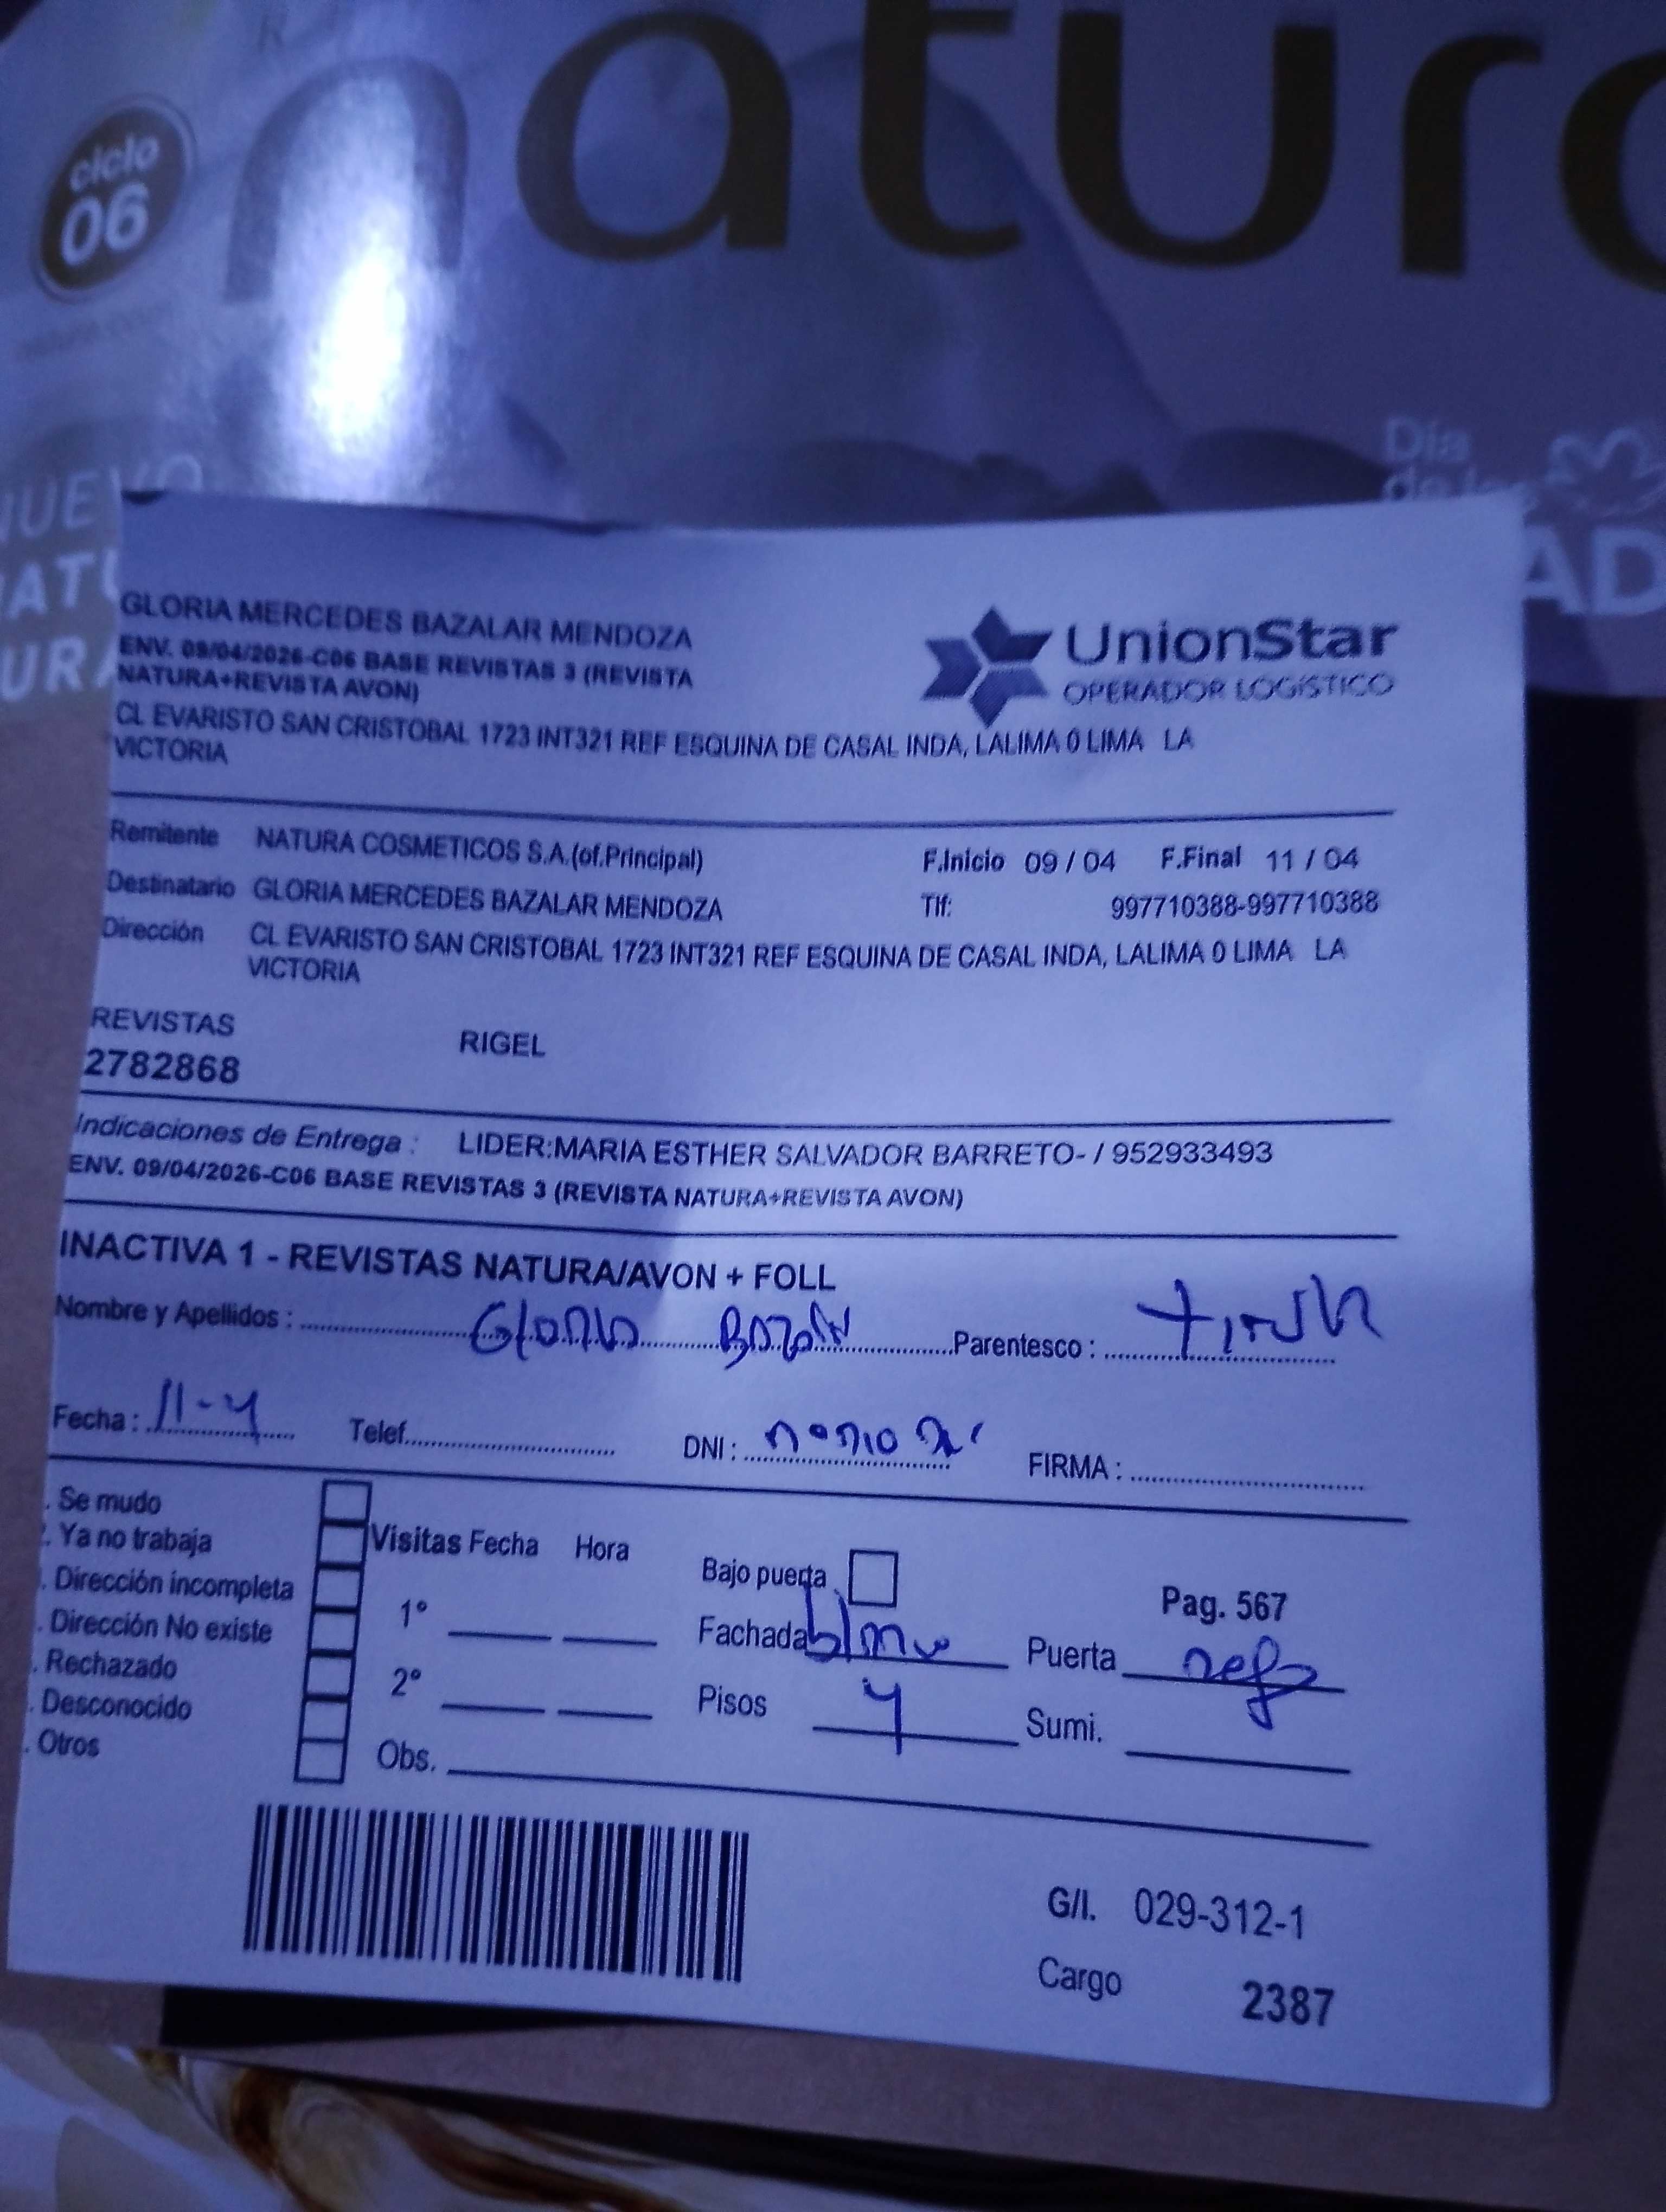 natura
ciclo
06
NUEVO
Día
de las
GLORIA MERCEDES BAZALAR MENDOZA
ENV. 09/04/2026-C06 BASE REVISTAS 3 (REVISTA
NATURA+REVISTA AVON)
CL EVARISTO SAN CRISTOBAL 1723 INT321 REF ESQUINA DE CASAL INDA, LALIMA 0 LIMA LA
VICTORIA
UnionStar
OPERADOR LOGÍSTICO
Remitente NATURA COSMETICOS S.A.(of.Principal) F.Inicio 09 / 04 F.Final 11 / 04
Destinatario GLORIA MERCEDES BAZALAR MENDOZA Tlf: 997710388-997710388
Dirección CL EVARISTO SAN CRISTOBAL 1723 INT321 REF ESQUINA DE CASAL INDA, LALIMA 0 LIMA LA
VICTORIA
REVISTAS RIGEL
2782868
Indicaciones de Entrega : LIDER:MARIA ESTHER SALVADOR BARRETO- / 952933493
ENV. 09/04/2026-C06 BASE REVISTAS 3 (REVISTA NATURA+REVISTA AVON)
INACTIVA 1 - REVISTAS NATURA/AVON + FOLL
Nombre y Apellidos : Gloria Parentesco :
Fecha : 11-4 Telef. DNI : FIRMA :
Se mudo
Ya no trabaja
Dirección incompleta
Dirección No existe
Rechazado
Desconocido
Otros
Visitas Fecha Hora
1°
2°
Obs.
Bajo puerta
Fachada Puerta
Pisos 4 Sumi.
Pag. 567
G/I. 029-312-1
Cargo 2387